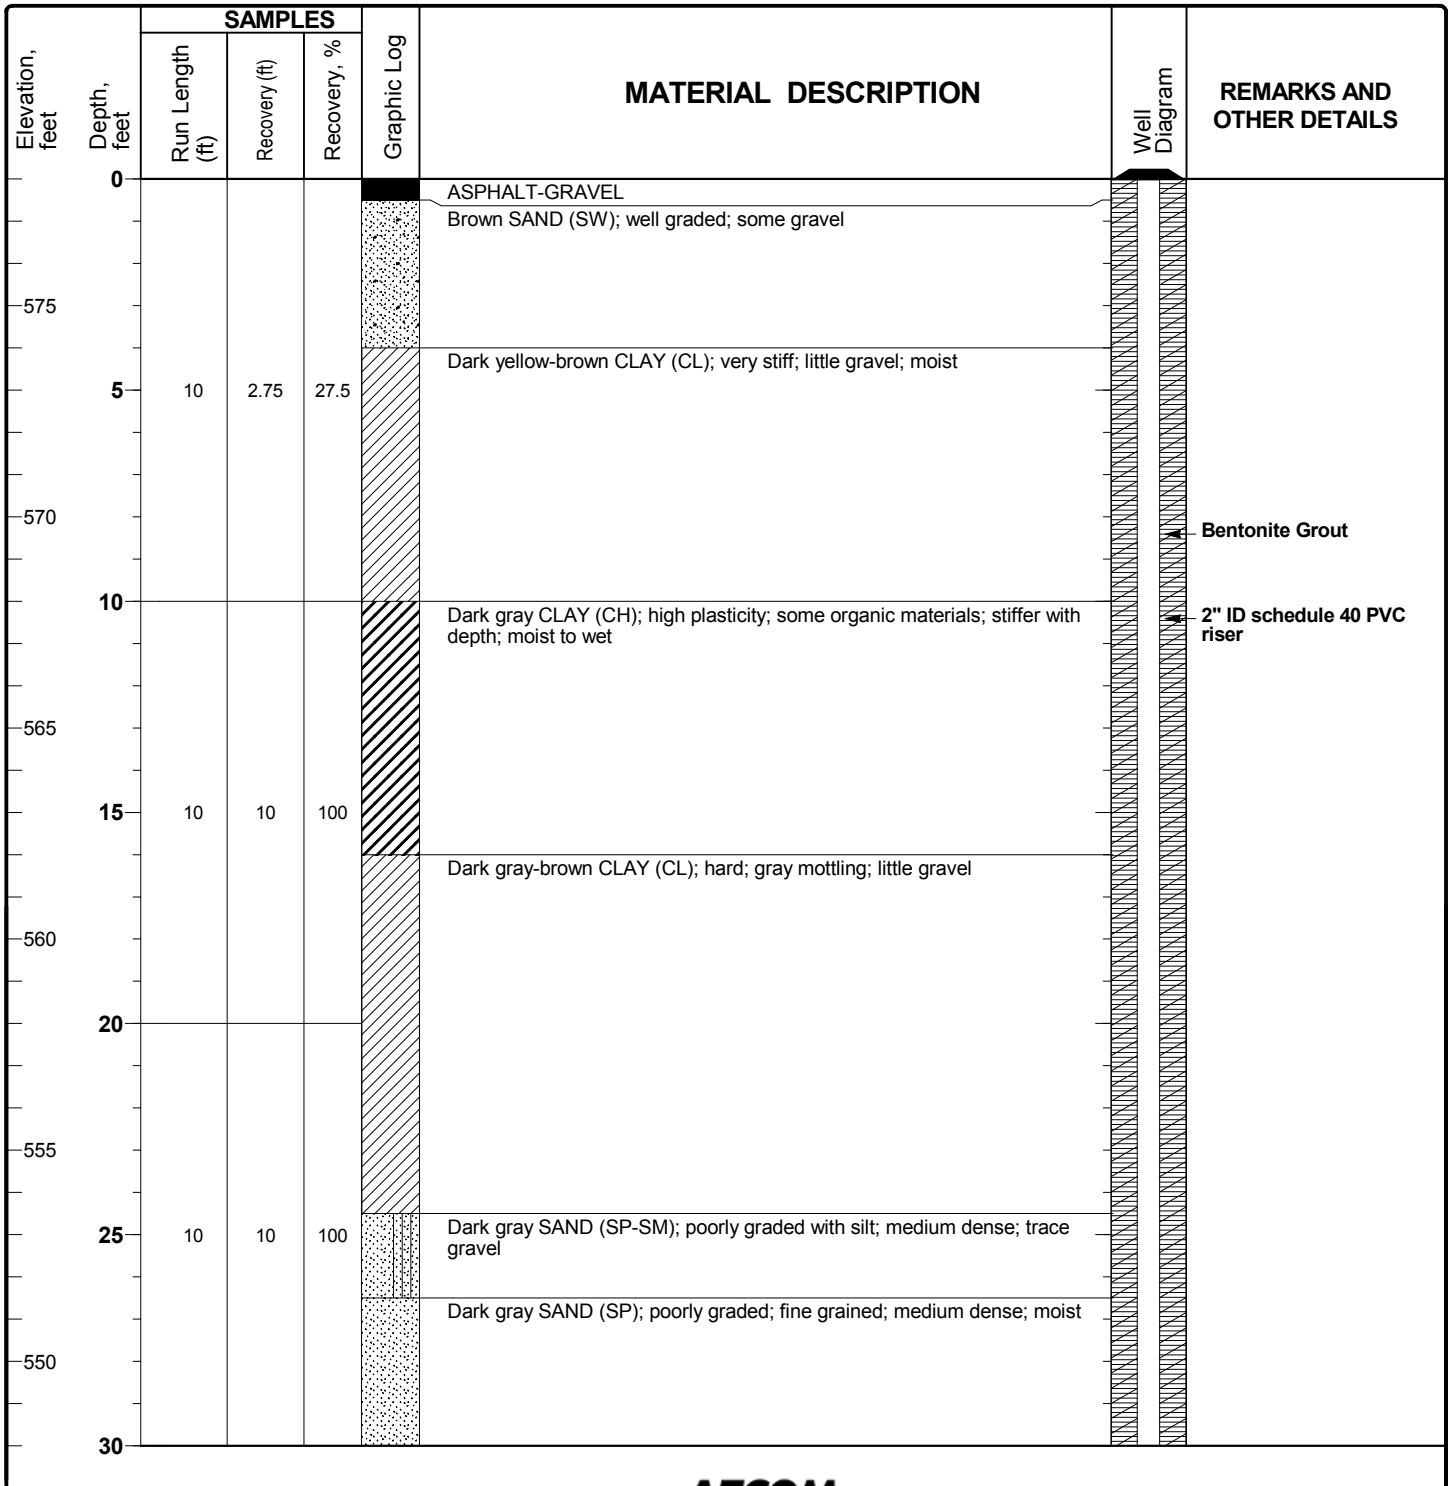 SAMPLES
Elevation,
feet
Depth,
feet
Run Length
(ft)
Recovery (ft)
Recovery, %
Graphic Log
MATERIAL DESCRIPTION
Well
Diagram
REMARKS AND
OTHER DETAILS
0
ASPHALT-GRAVEL
Brown SAND (SW); well graded; some gravel
575
Dark yellow-brown CLAY (CL); very stiff; little gravel; moist
5 10 2.75 27.5
570
Bentonite Grout
10
Dark gray CLAY (CH); high plasticity; some organic materials; stiffer with
depth; moist to wet
2" ID schedule 40 PVC
riser
565
15 10 10 100
Dark gray-brown CLAY (CL); hard; gray mottling; little gravel
560
20
555
Dark gray SAND (SP-SM); poorly graded with silt; medium dense; trace
gravel
25 10 10 100
Dark gray SAND (SP); poorly graded; fine grained; medium dense; moist
550
30